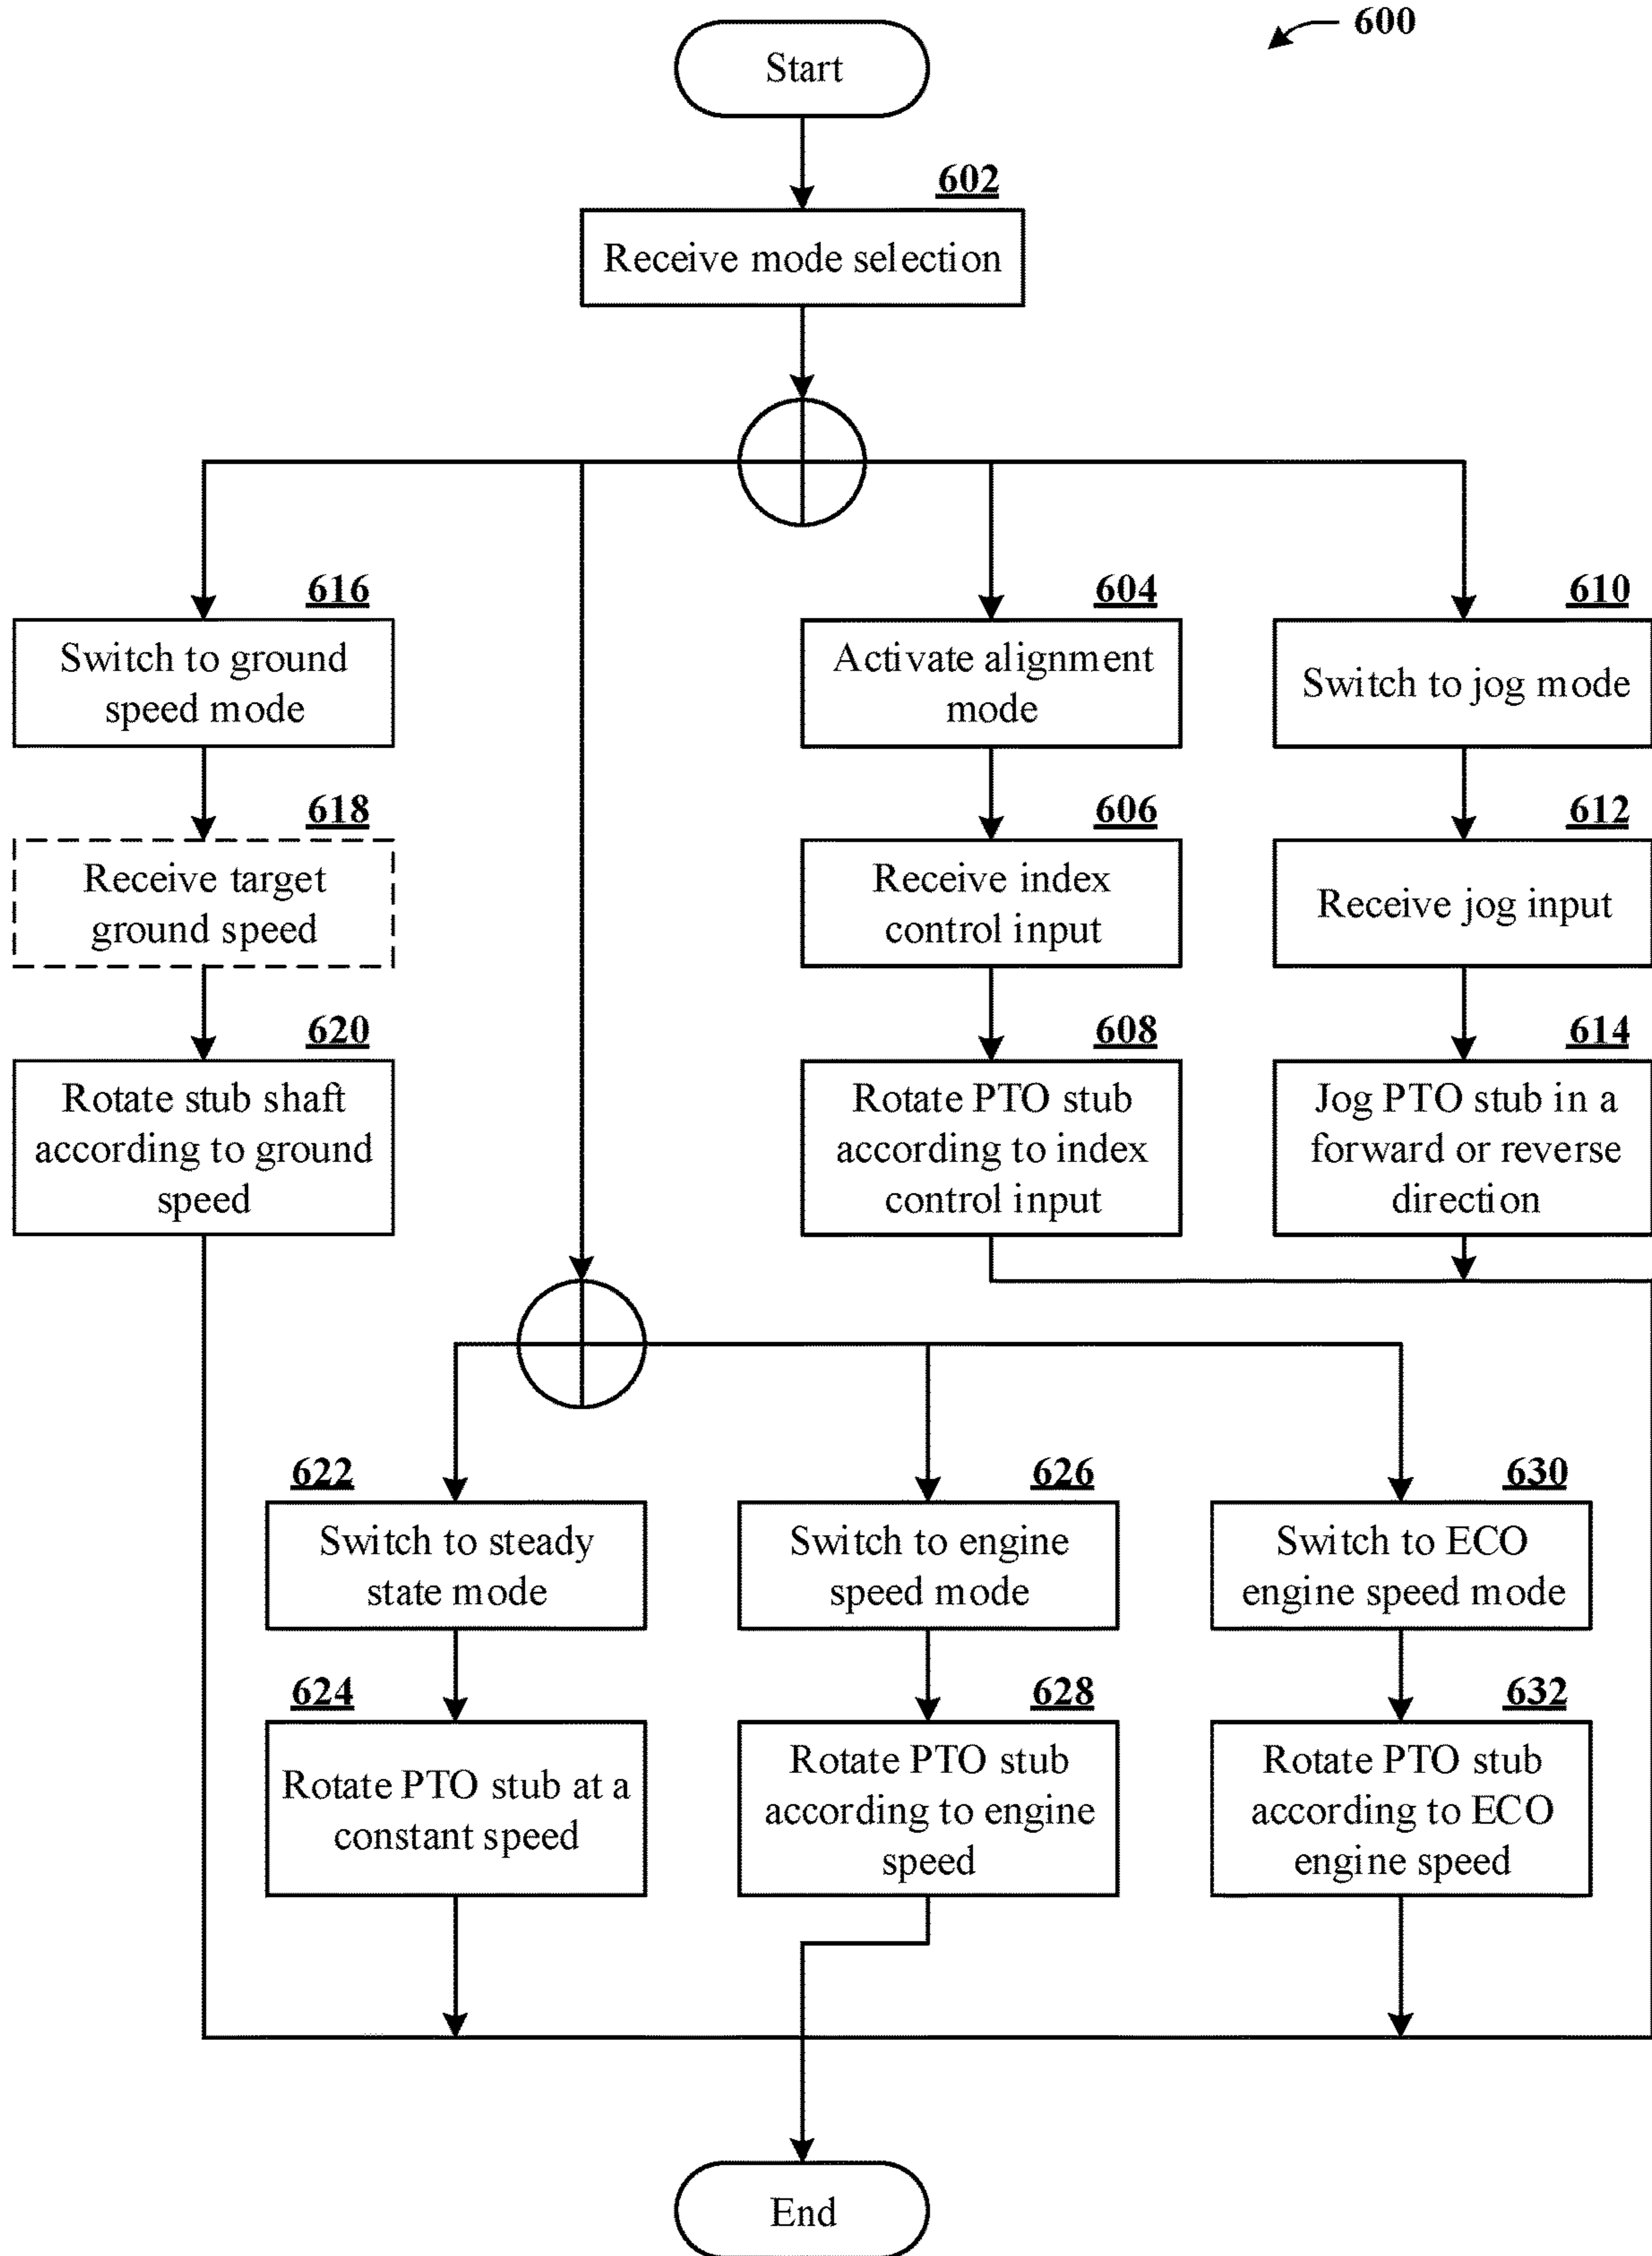 600
Start
602
Receive mode selection
616
Switch to ground
speed mode
604
Activate alignment
mode
610
Switch to jog mode
618
Receive target
ground speed
606
Receive index
control input
612
Receive jog input
620
Rotate stub shaft
according to ground
speed
608
Rotate PTO stub
according to index
control input
614
Jog PTO stub in a
forward or reverse
direction
622
Switch to steady
state mode
626
Switch to engine
speed mode
630
Switch to ECO
engine speed mode
624
Rotate PTO stub at a
constant speed
628
Rotate PTO stub
according to engine
speed
632
Rotate PTO stub
according to ECO
engine speed
End